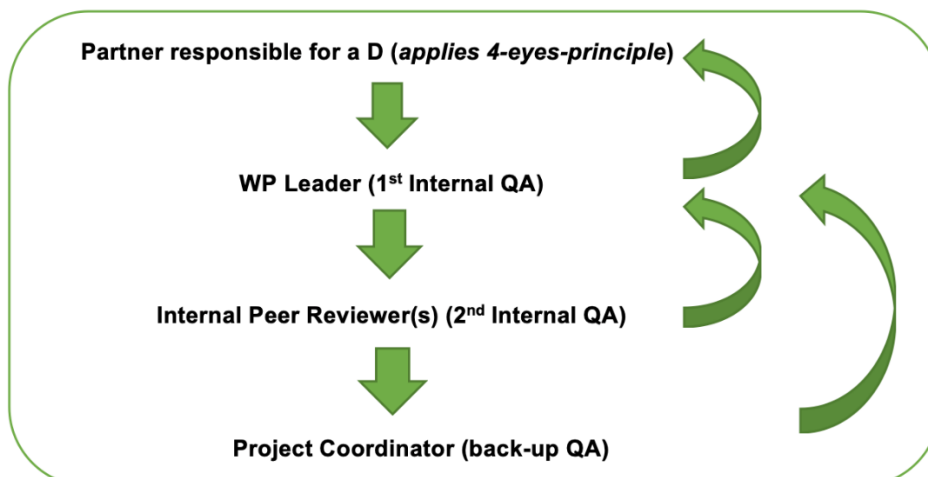 Partner responsible for a D (applies 4-eyes-principle)
WP Leader (1st Internal QA)
Internal Peer Reviewer(s) (2nd Internal QA)
Project Coordinator (back-up QA)